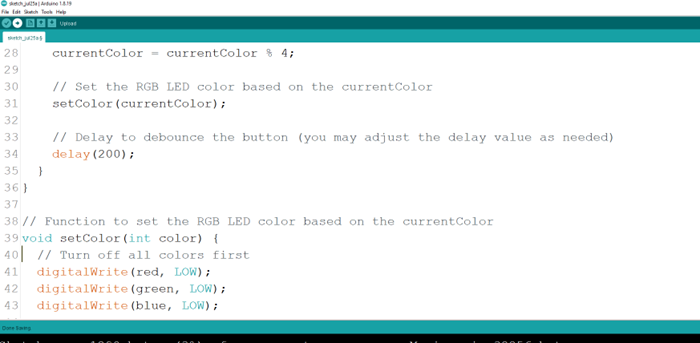 sketch_jul25a | Arduino 1.8.19
File Edit Sketch Tools Help
Upload
sketch_jul25a §
28 currentColor = currentColor % 4;
29
30 // Set the RGB LED color based on the currentColor
31 setColor(currentColor);
32
33 // Delay to debounce the button (you may adjust the delay value as needed)
34 delay(200);
35 }
36 }
37
38 // Function to set the RGB LED color based on the currentColor
39 void setColor(int color) {
40 // Turn off all colors first
41 digitalWrite(red, LOW);
42 digitalWrite(green, LOW);
43 digitalWrite(blue, LOW);
Done Saving.